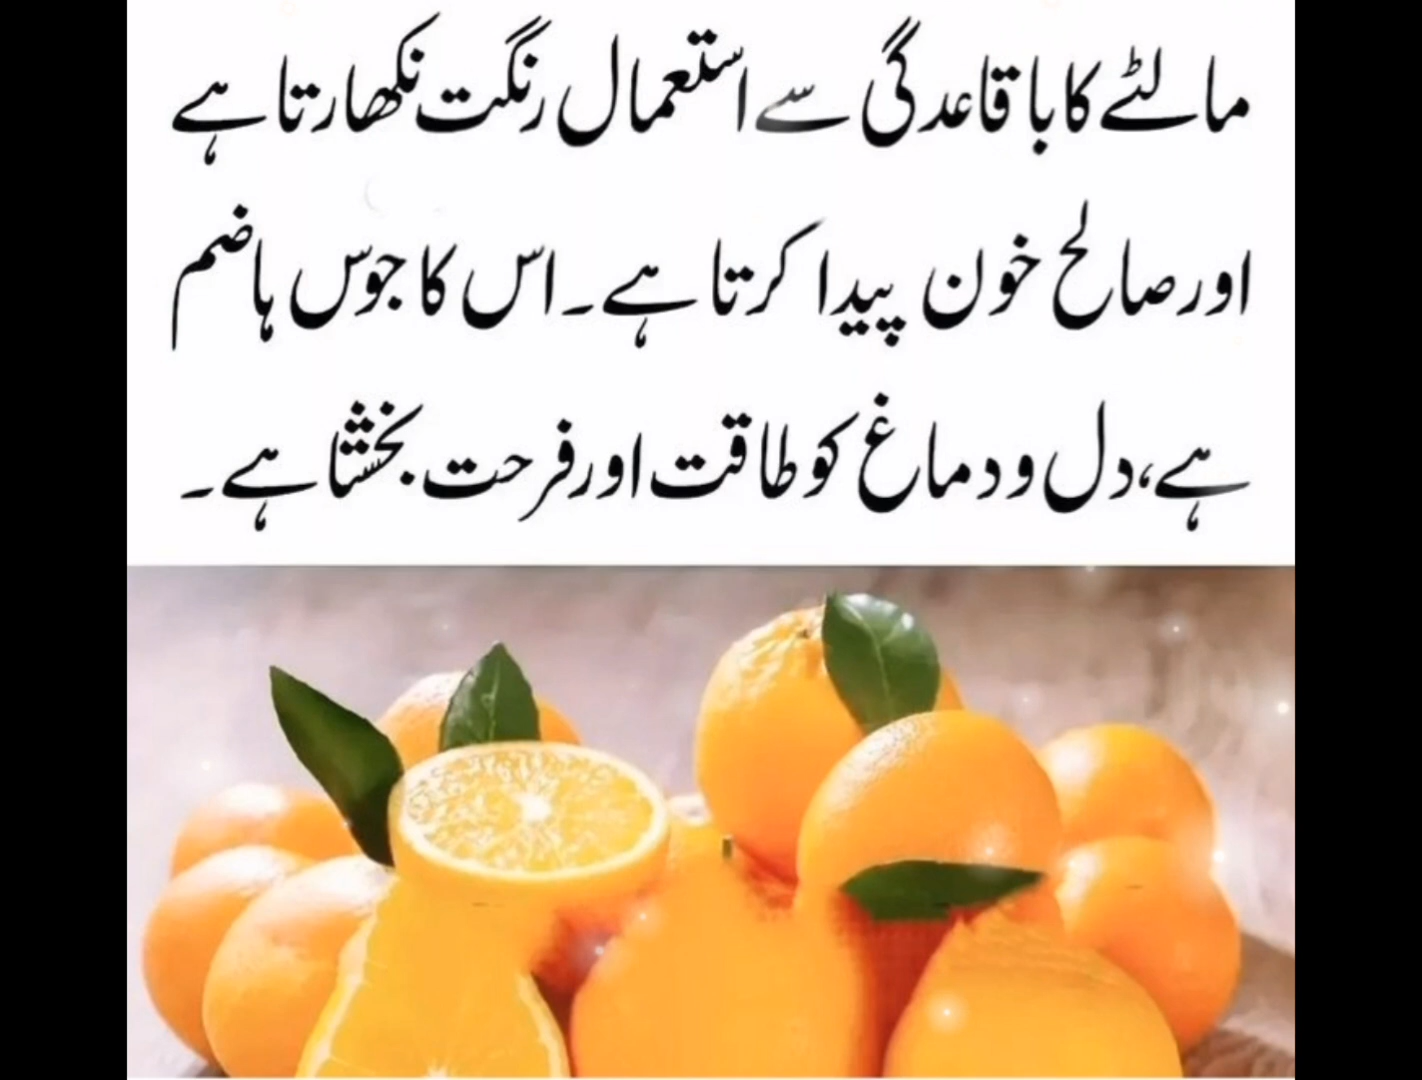 مالٹے کا باقاعدگی سے استعمال رنگت نکھارتا ہے
اور صالح خون پیدا کرتا ہے۔ اس کا جوس ہاضم
ہے، دل و دماغ کو طاقت اور فرحت بخشتا ہے۔